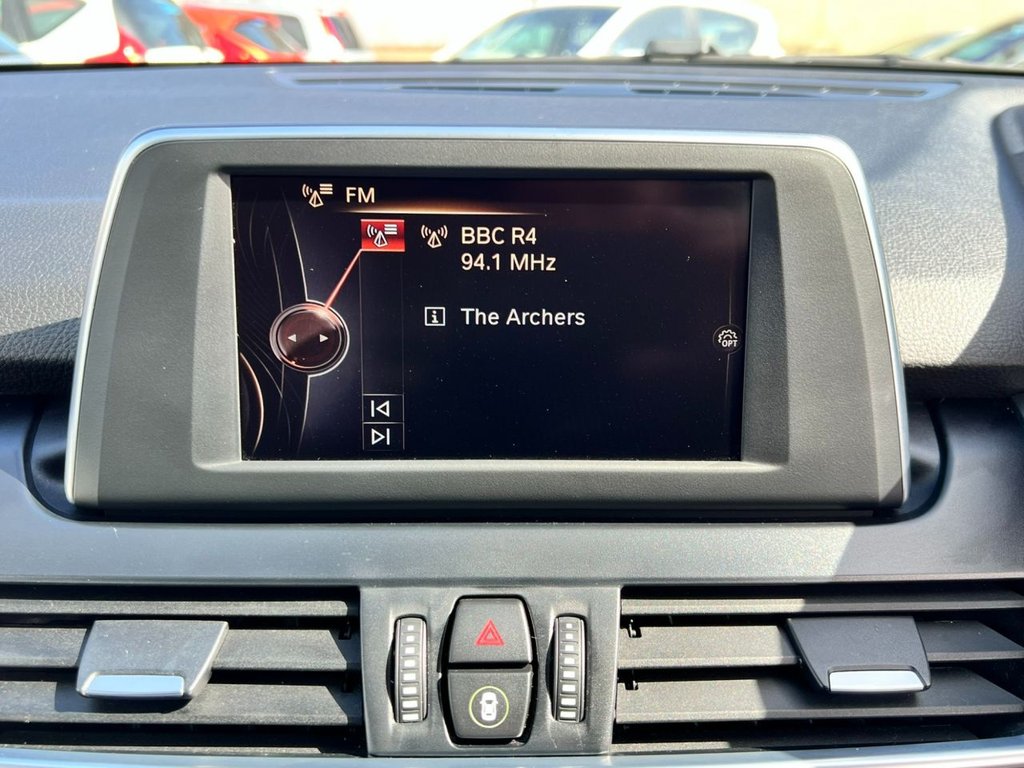 FM
BBC R4
94.1 MHz
The Archers
OPT